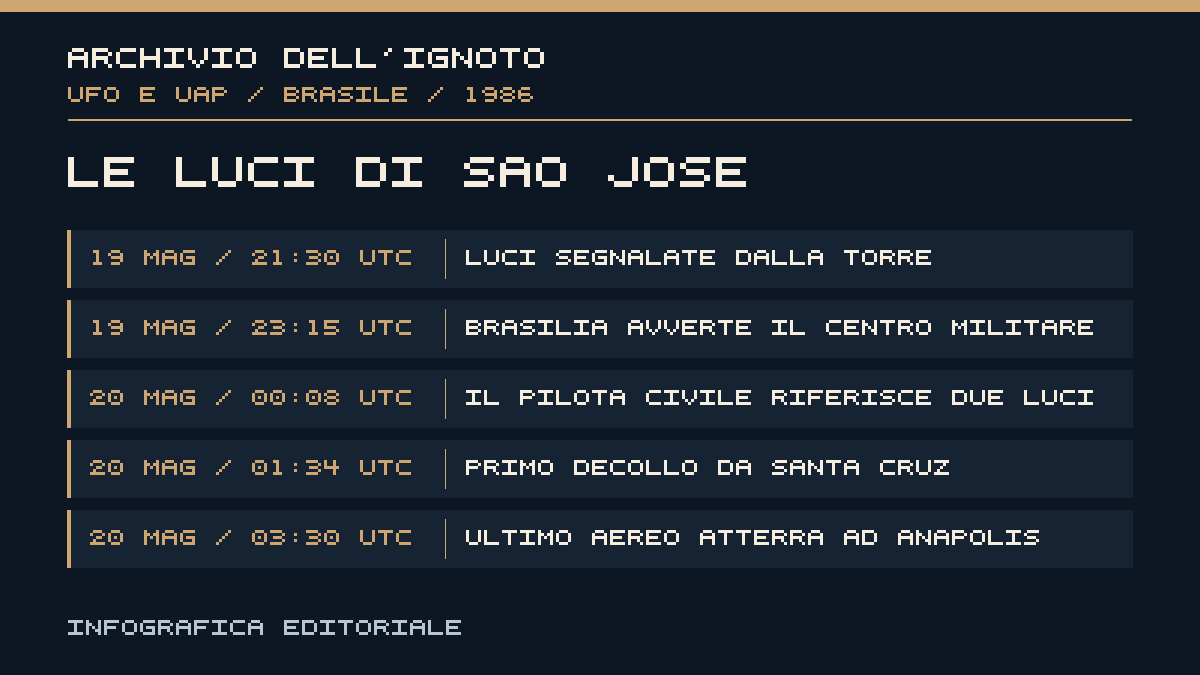 ARCHIVIO DELL'IGNOTO
UFO E UAP / BRASILE / 1986
LE LUCI DI SAO JOSE
19 MAG / 21:30 UTC LUCI SEGNALATE DALLA TORRE
19 MAG / 23:15 UTC BRASILIA AVVERTE IL CENTRO MILITARE
20 MAG / 00:08 UTC IL PILOTA CIVILE RIFERISCE DUE LUCI
20 MAG / 01:34 UTC PRIMO DECOLLO DA SANTA CRUZ
20 MAG / 03:30 UTC ULTIMO AEREO ATTERRA AD ANAPOLIS
INFOGRAFICA EDITORIALE